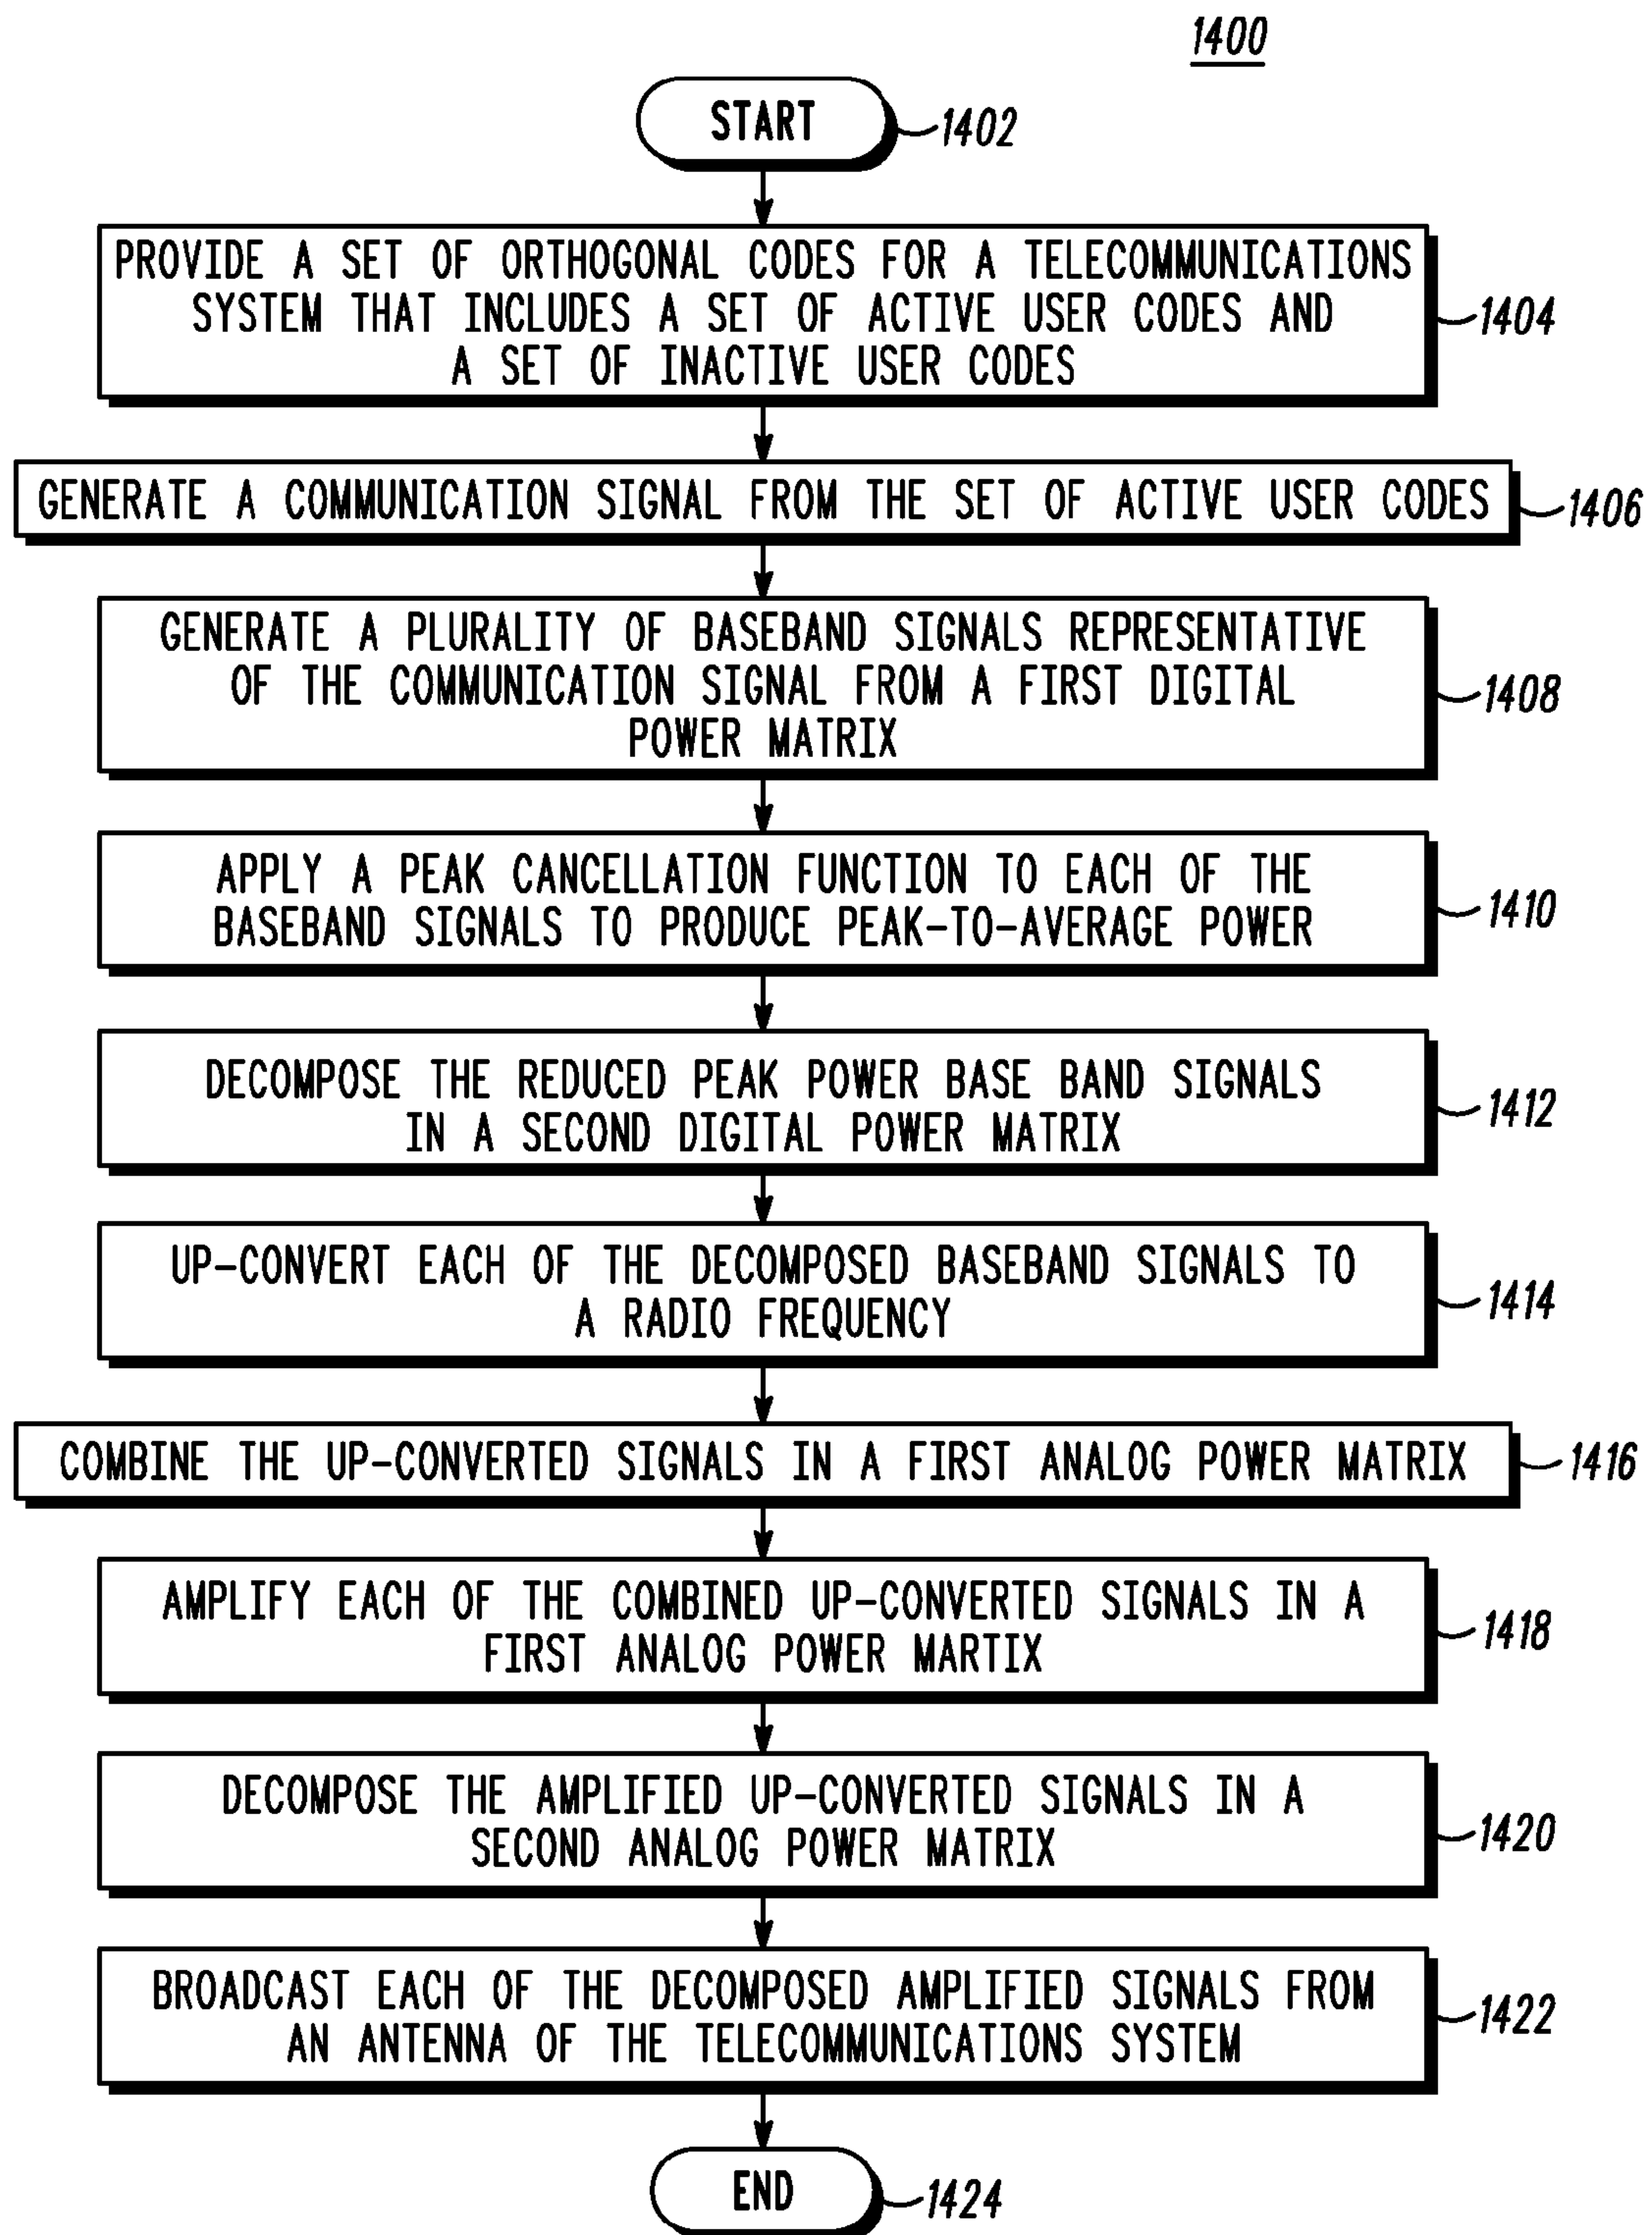 1400
START
1402
PROVIDE A SET OF ORTHOGONAL CODES FOR A TELECOMMUNICATIONS
SYSTEM THAT INCLUDES A SET OF ACTIVE USER CODES AND
A SET OF INACTIVE USER CODES
1404
GENERATE A COMMUNICATION SIGNAL FROM THE SET OF ACTIVE USER CODES
1406
GENERATE A PLURALITY OF BASEBAND SIGNALS REPRESENTATIVE
OF THE COMMUNICATION SIGNAL FROM A FIRST DIGITAL
POWER MATRIX
1408
APPLY A PEAK CANCELLATION FUNCTION TO EACH OF THE
BASEBAND SIGNALS TO PRODUCE PEAK-TO-AVERAGE POWER
1410
DECOMPOSE THE REDUCED PEAK POWER BASE BAND SIGNALS
IN A SECOND DIGITAL POWER MATRIX
1412
UP-CONVERT EACH OF THE DECOMPOSED BASEBAND SIGNALS TO
A RADIO FREQUENCY
1414
COMBINE THE UP-CONVERTED SIGNALS IN A FIRST ANALOG POWER MATRIX
1416
AMPLIFY EACH OF THE COMBINED UP-CONVERTED SIGNALS IN A
FIRST ANALOG POWER MARTIX
1418
DECOMPOSE THE AMPLIFIED UP-CONVERTED SIGNALS IN A
SECOND ANALOG POWER MATRIX
1420
BROADCAST EACH OF THE DECOMPOSED AMPLIFIED SIGNALS FROM
AN ANTENNA OF THE TELECOMMUNICATIONS SYSTEM
1422
END
1424